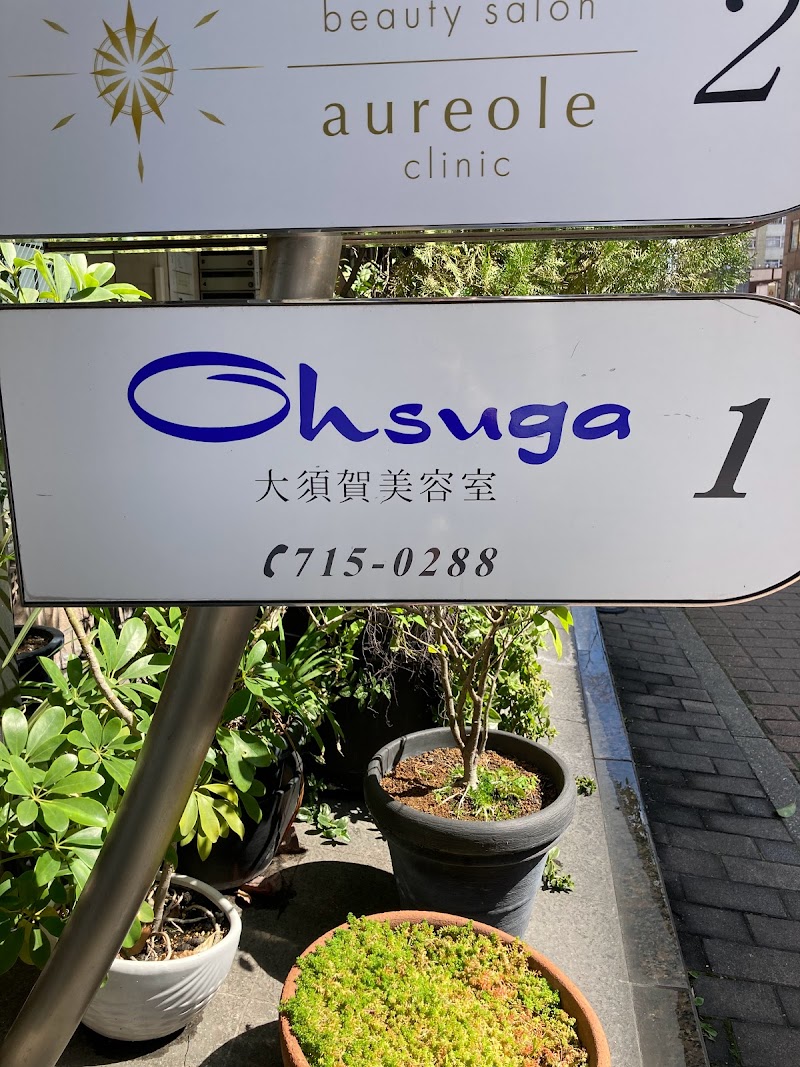 beauty salon
aureole
clinic
2
Ohsuga
大須賀美容室
715-0288
1